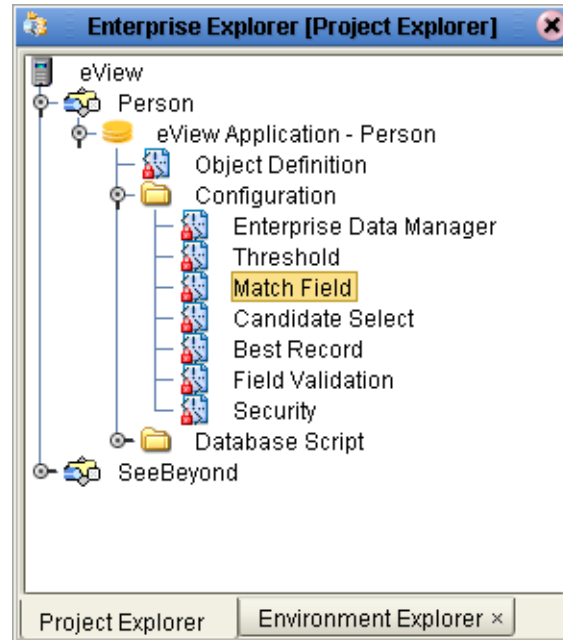 Enterprise Explorer [Project Explorer]
eView
Person
eView Application - Person
Object Definition
Configuration
Enterprise Data Manager
Threshold
Match Field
Candidate Select
Best Record
Field Validation
Security
Database Script
SeeBeyond
Project Explorer Environment Explorer ×